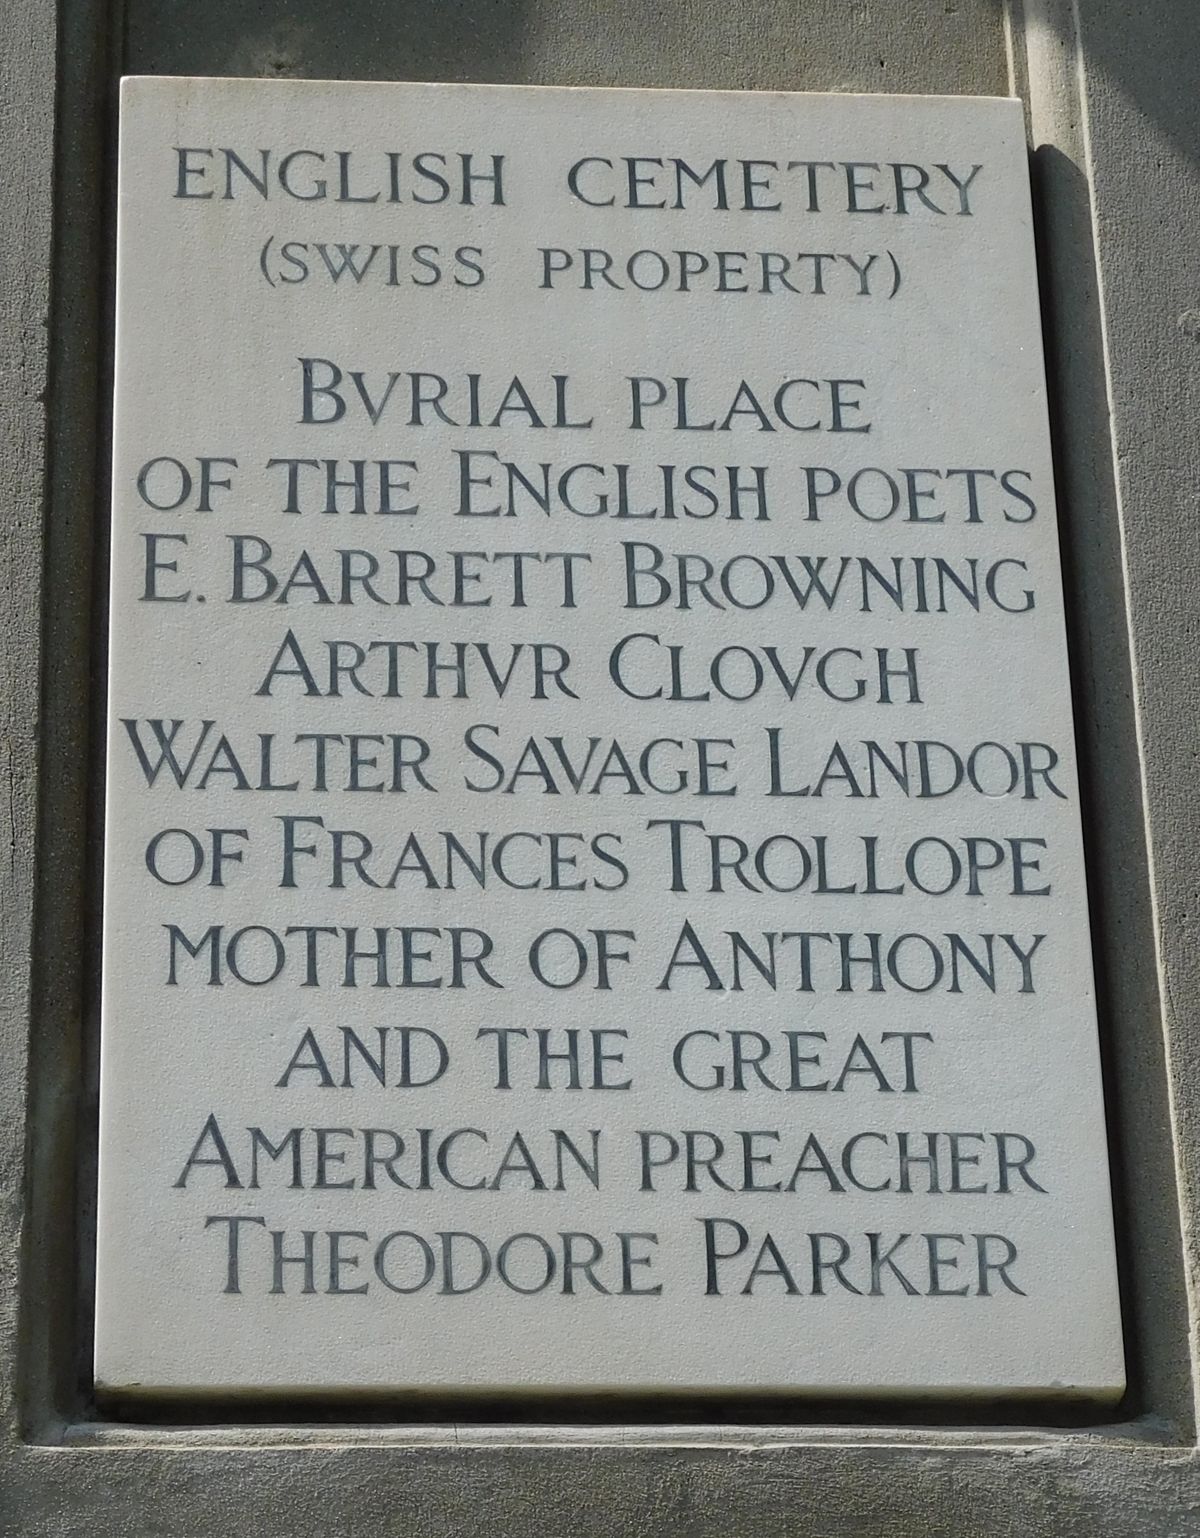 ENGLISH CEMETERY
(SWISS PROPERTY)
BVRIAL PLACE
OF THE ENGLISH POETS
E. BARRETT BROWNING
ARTHVR CLOVGH
WALTER SAVAGE LANDOR
OF FRANCES TROLLOPE
MOTHER OF ANTHONY
AND THE GREAT
AMERICAN PREACHER
THEODORE PARKER